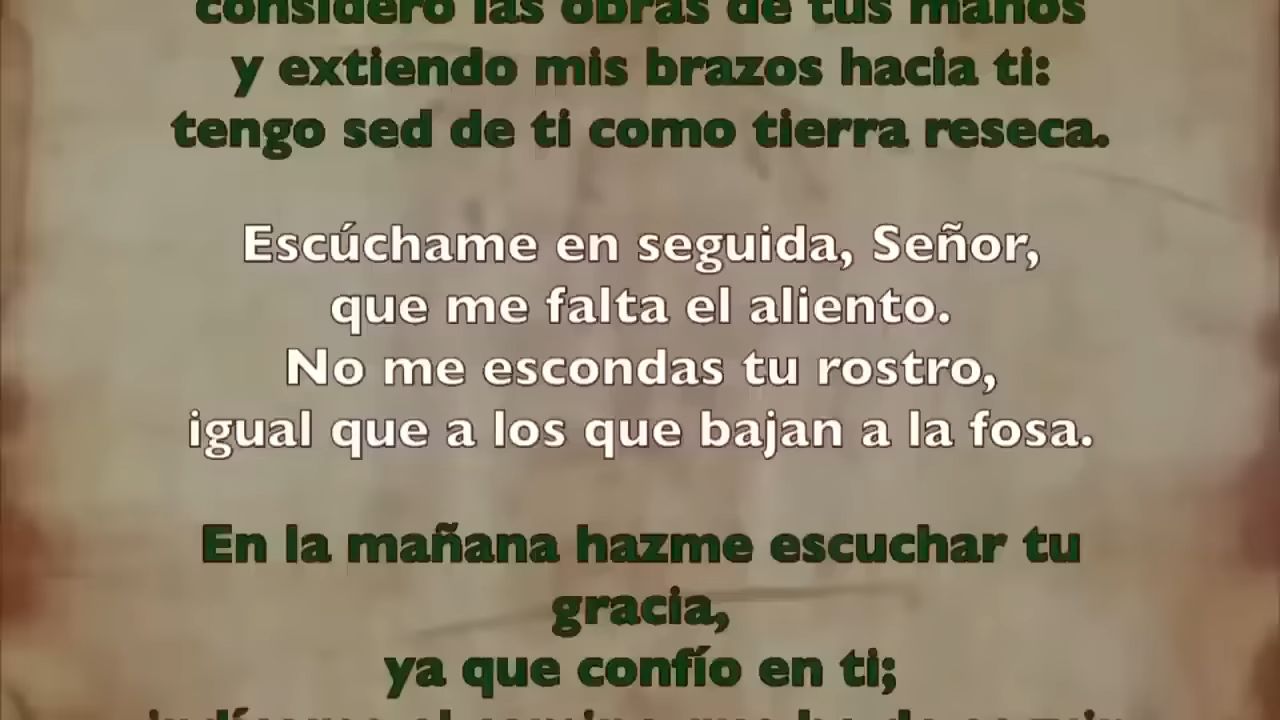 considero las obras de tus manos
y extiendo mis brazos hacia ti:
tengo sed de ti como tierra reseca.
Escúchame en seguida, Señor,
que me falta el aliento.
No me escondas tu rostro,
igual que a los que bajan a la fosa.
En la mañana hazme escuchar tu
gracia,
ya que confío en ti;